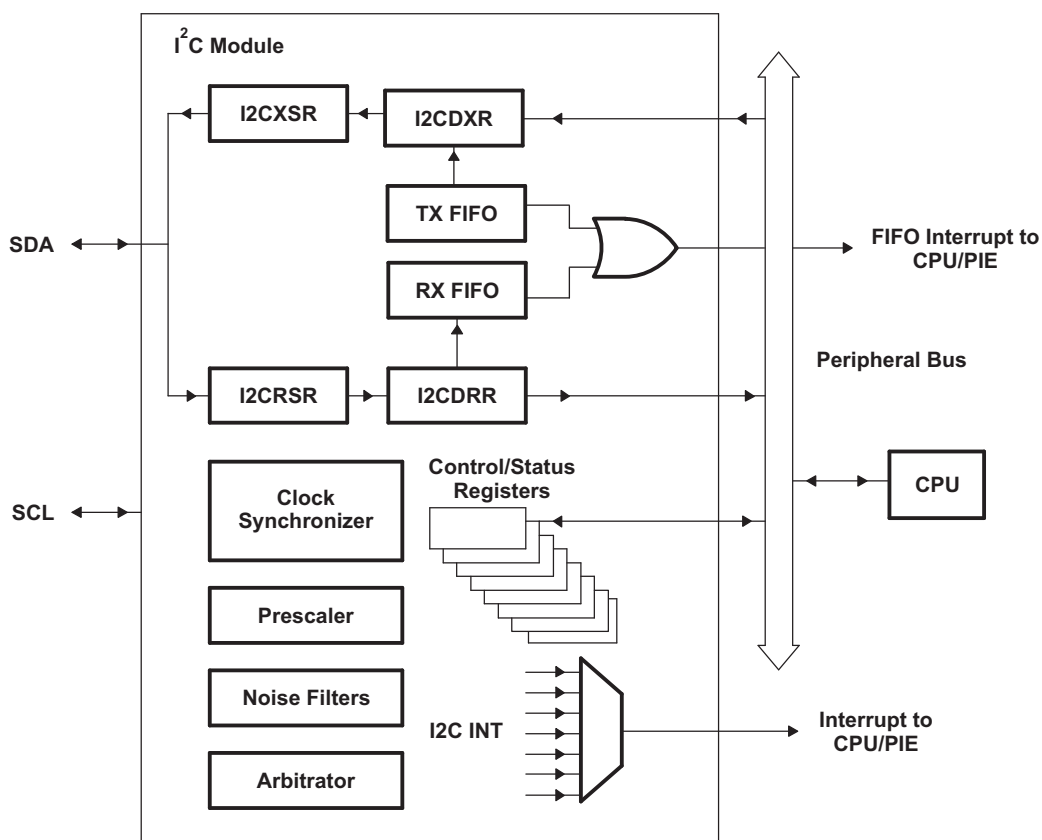 I2C Module
I2CXSR
I2CDXR
TX FIFO
SDA
FIFO Interrupt to
CPU/PIE
RX FIFO
Peripheral Bus
I2CRSR
I2CDRR
Control/Status
Registers
CPU
Clock
Synchronizer
SCL
Prescaler
Noise Filters
I2C INT
Interrupt to
CPU/PIE
Arbitrator